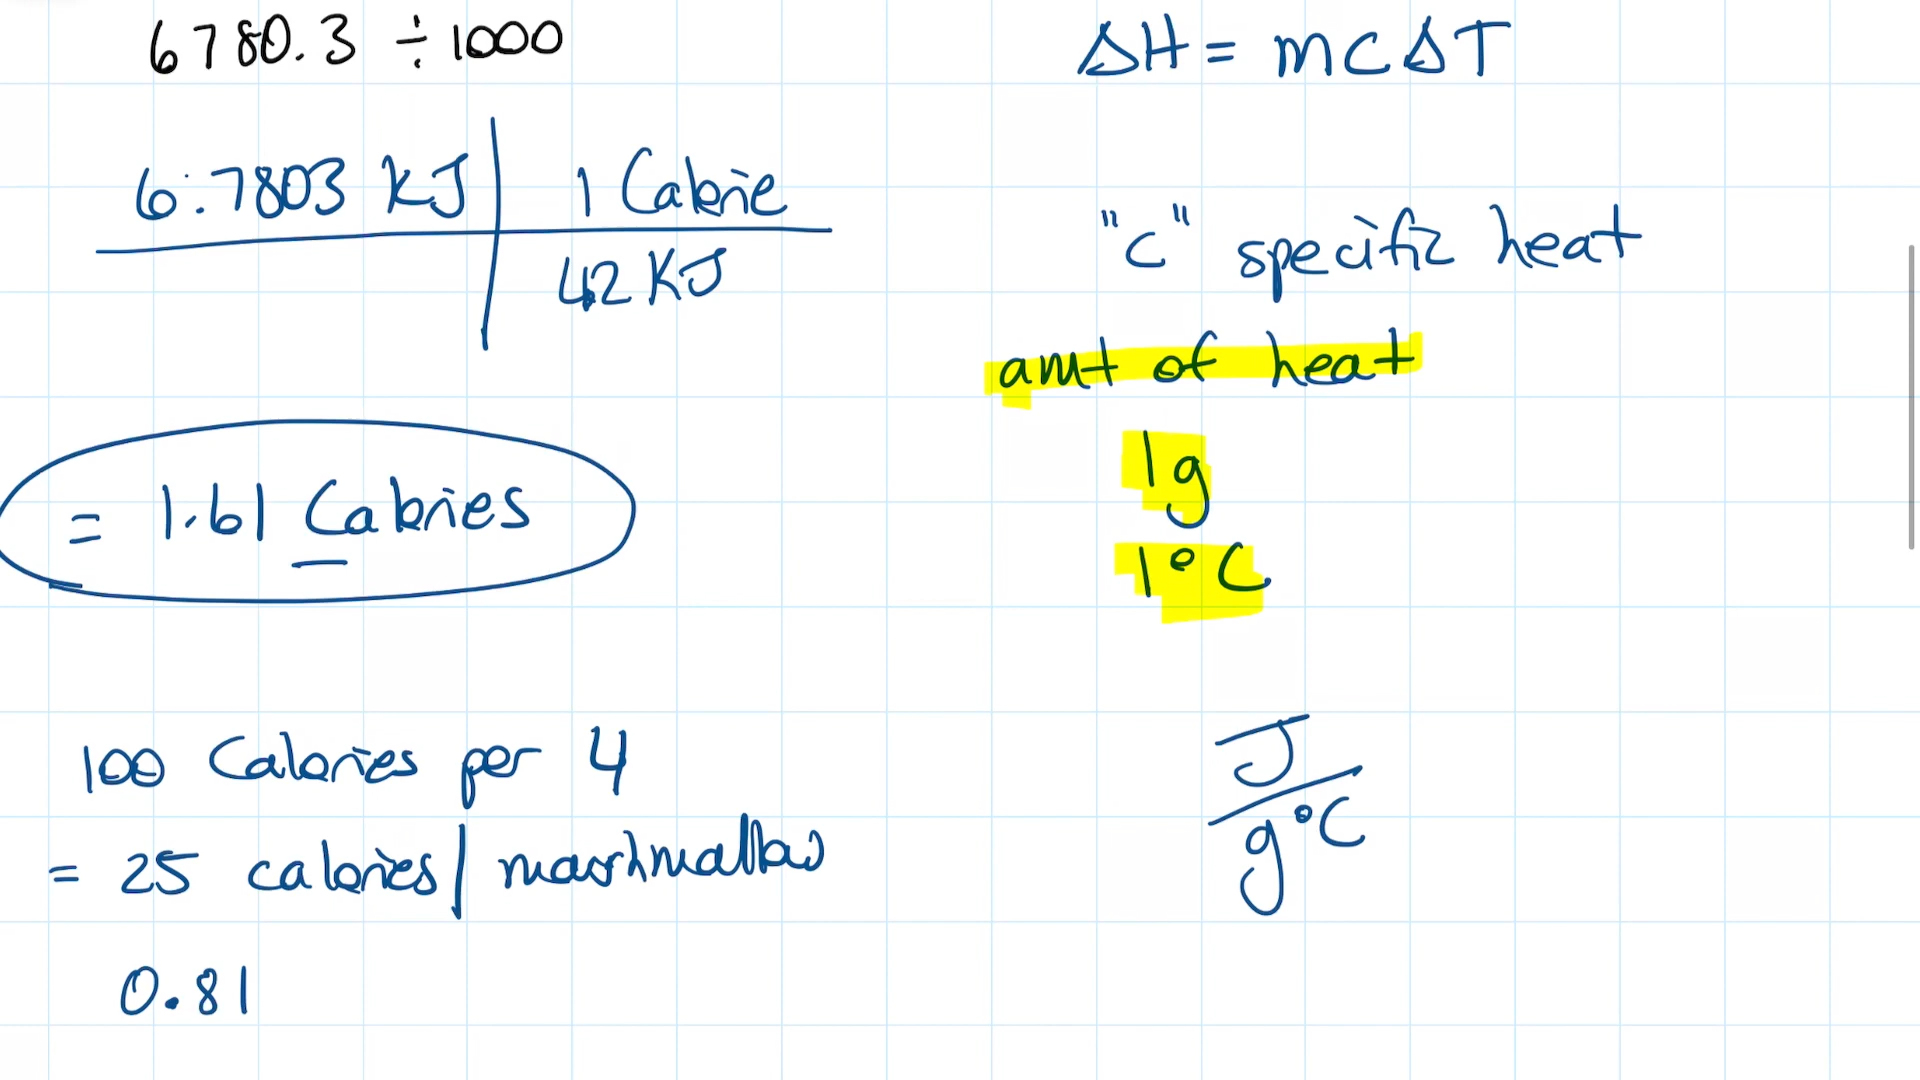 6780.3 ÷ 1000
6.7803 KJ | 1 Calorie
4.2 KJ
= 1.61 Calories
100 Calories per 4
= 25 calories/marshmallow
0.81
ΔH = mCΔT
"c" specific heat
amt of heat
1g
1°C
J
g°C